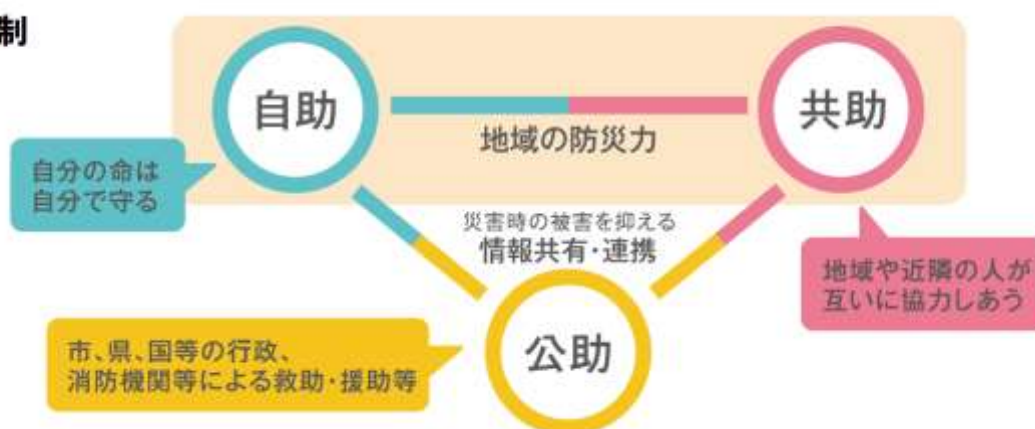 制
自助
共助
地域の防災力
自分の命は
自分で守る
災害時の被害を抑える
情報共有・連携
地域や近隣の人が
互いに協力しあう
公助
市、県、国等の行政、
消防機関等による救助・援助等